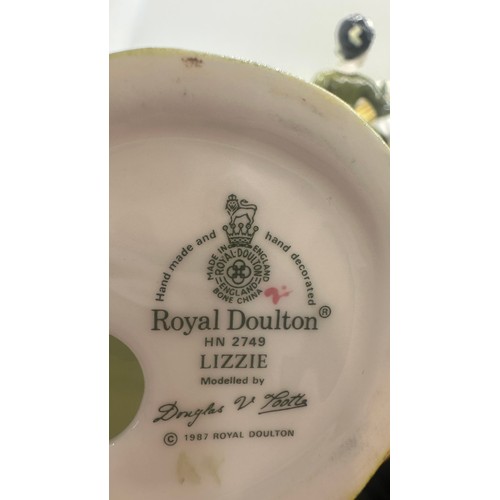 Hand made and hand decorated
MADE IN ENGLAND
ROYAL·DOULTON
ENGLAND
BONE CHINA
Royal Doulton®
HN 2749
LIZZIE
Modelled by
Douglas V Tootle
© 1987 ROYAL DOULTON